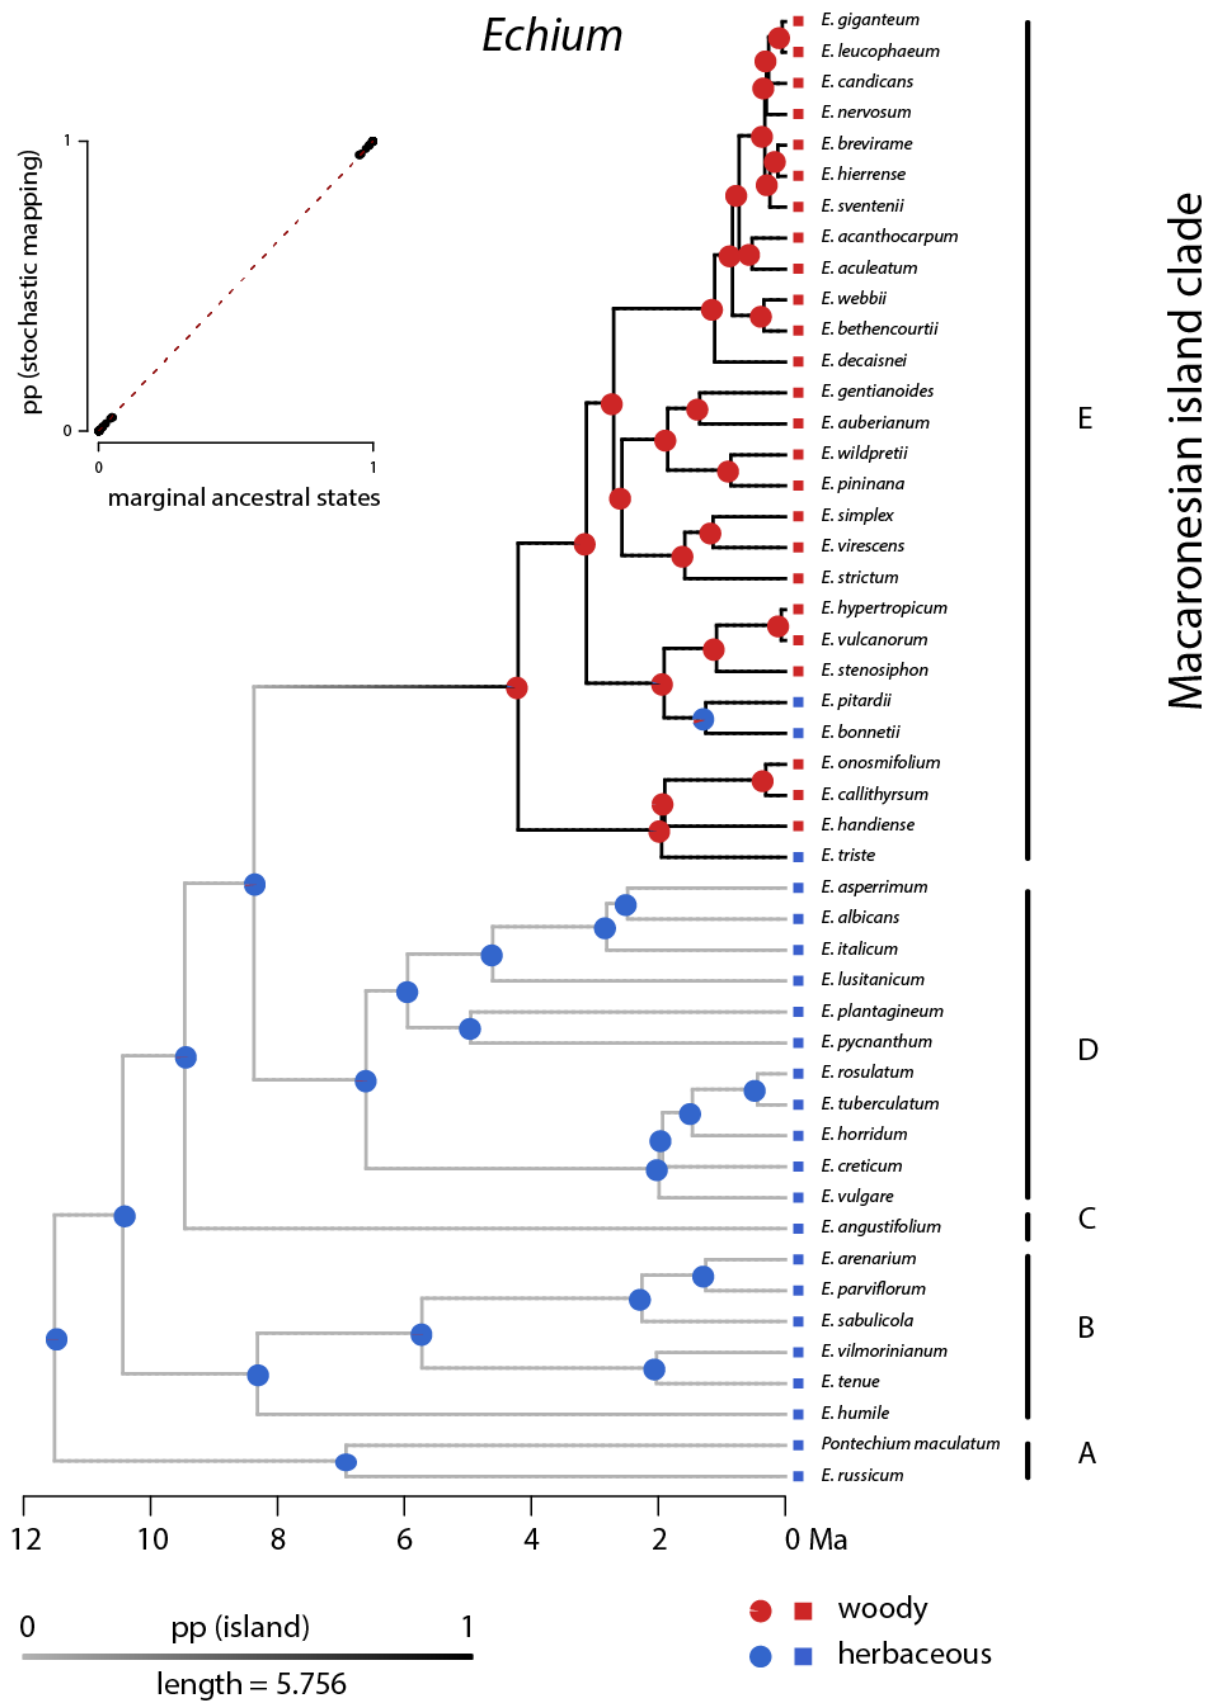 Echium
E. giganteum
E. leucophaeum
E. candicans
E. nervosum
E. brevirame
E. hierrense
E. sventenii
E. acanthocarpum
E. aculeatum
E. webbii
E. bethencourtii
E. decaisnei
E. gentianoides
E. auberianum
E. wildpretii
E. pininana
E. simplex
E. virescens
E. strictum
E. hypertropicum
E. vulcanorum
E. stenosiphon
E. pitardii
E. bonnetii
E. onosmifolium
E. callithyrsum
E. handiense
E. triste
E. asperrimum
E. albicans
E. italicum
E. lusitanicum
E. plantagineum
E. pycnanthum
E. rosulatum
E. tuberculatum
E. horridum
E. creticum
E. vulgare
E. angustifolium
E. arenarium
E. parviflorum
E. sabulicola
E. vilmorinianum
E. tenue
E. humile
Pontechium maculatum
E. russicum
E
D
C
B
A
Macaronesian island clade
1
0
pp (stochastic mapping)
0 1
marginal ancestral states
12 10 8 6 4 2 0 Ma
0 pp (island) 1
length = 5.756
woody
herbaceous